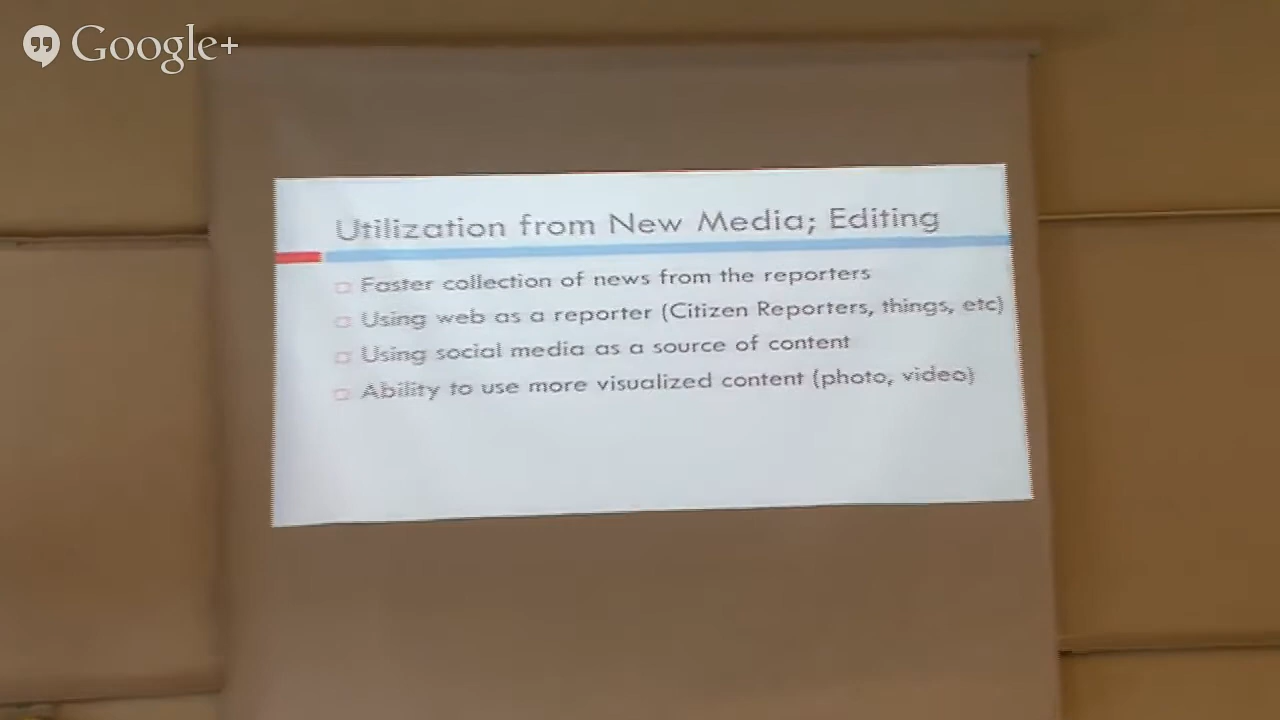 Google+
Utilization from New Media; Editing
Faster collection of news from the reporters
Using web as a reporter (Citizen Reporters, things, etc)
Using social media as a source of content
Ability to use more visualized content (photo, video)